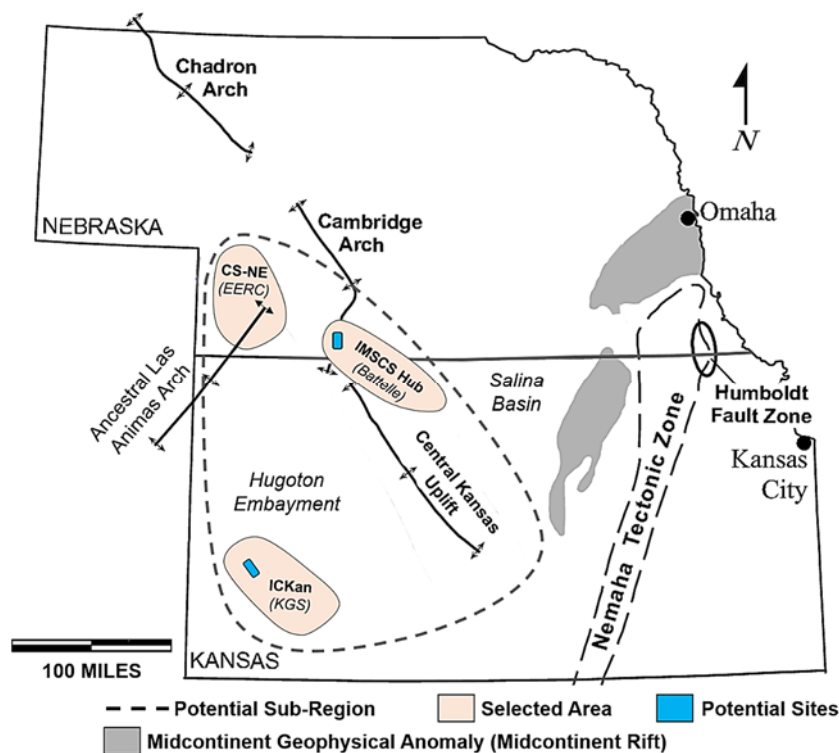 Chadron
Arch
N
NEBRASKA
Cambridge
Arch
Omaha
CS-NE
(EERC)
IMSCS Hub
(Battelle)
Ancestral Las
Animas Arch
Salina
Basin
Humboldt
Fault Zone
Kansas
City
Central Kansas
Uplift
Hugoton
Embayment
Nemaha Tectonic Zone
ICKan
(KGS)
100 MILES
KANSAS
Potential Sub-Region
Selected Area
Potential Sites
Midcontinent Geophysical Anomaly (Midcontinent Rift)